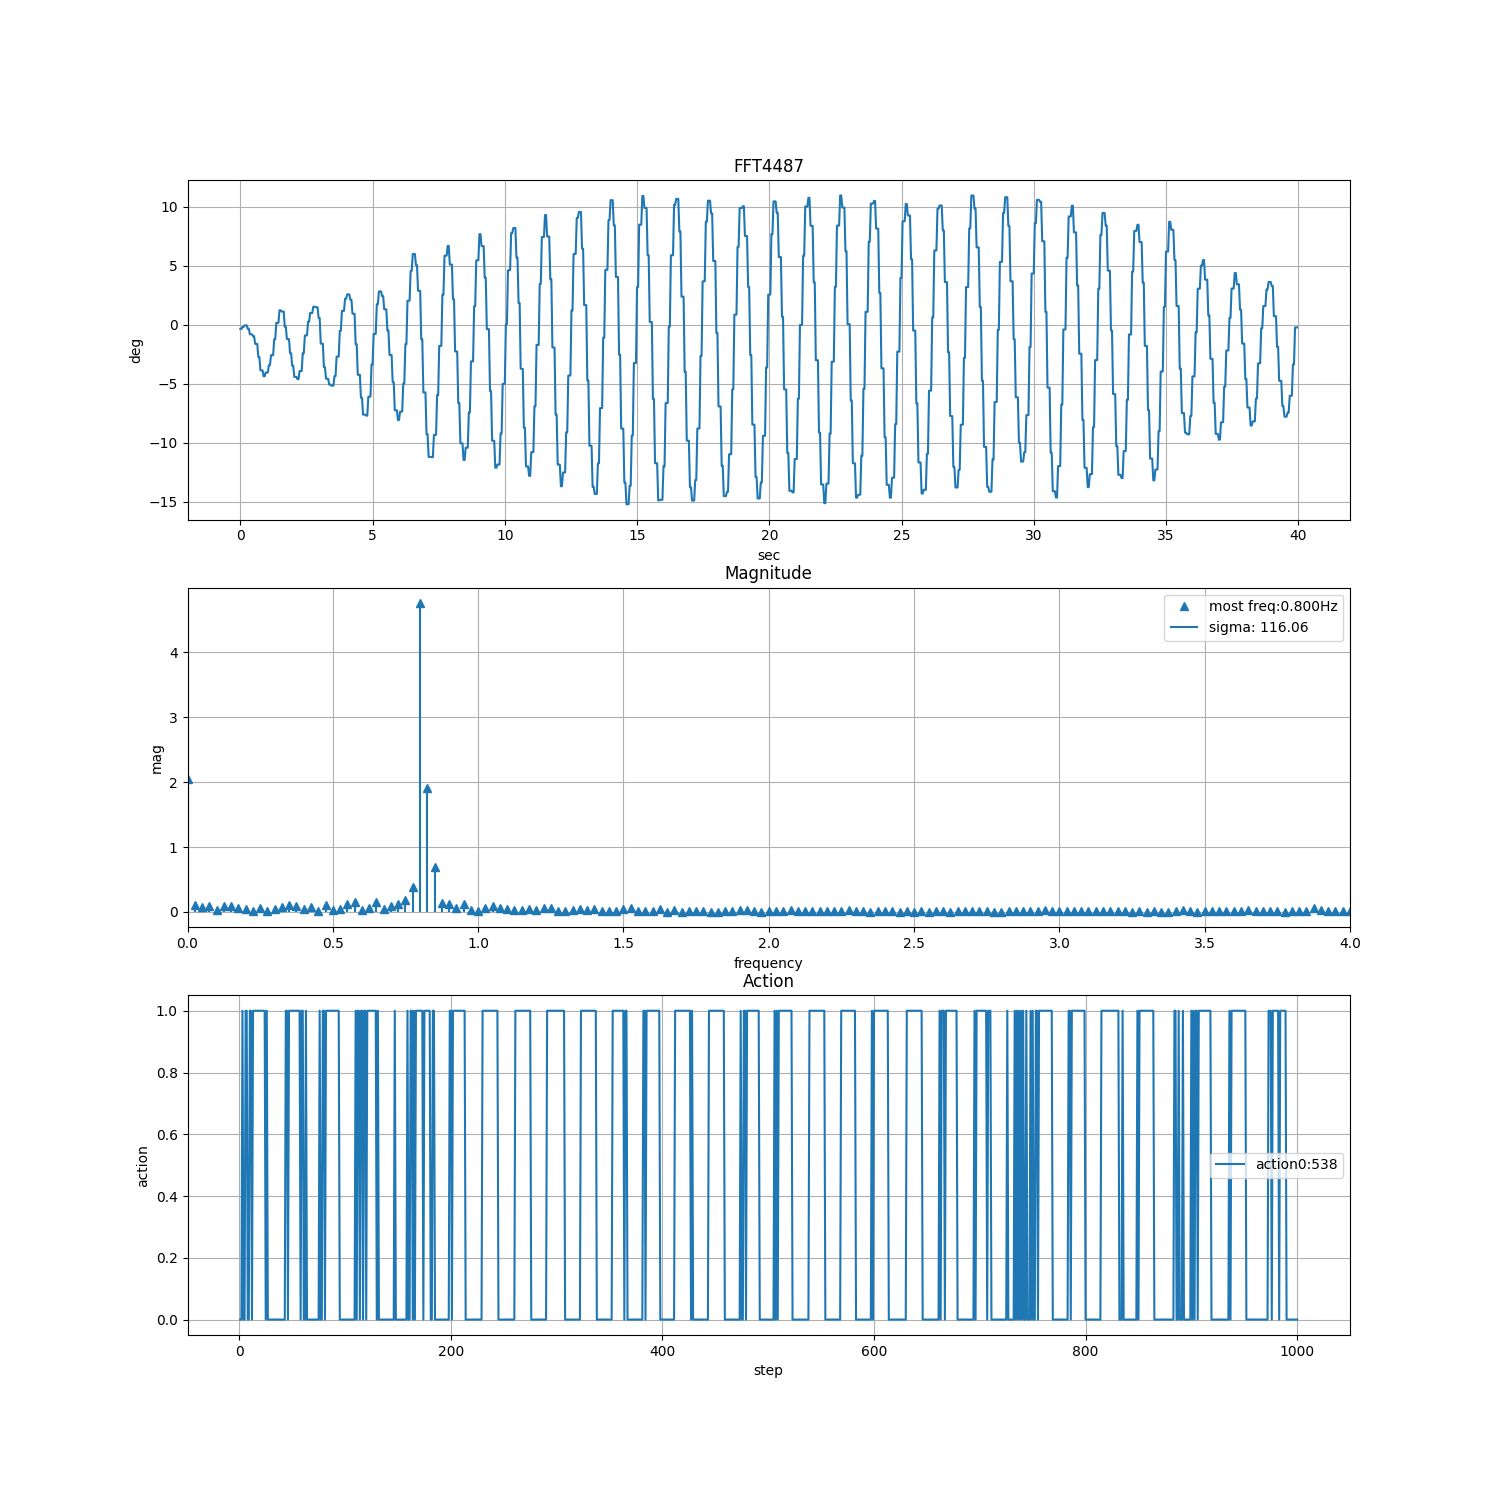 FFT4487
10
5
0
−5
−10
−15
deg
0 5 10 15 20 25 30 35 40
sec
Magnitude
most freq:0.800Hz
sigma: 116.06
4
3
2
1
0
mag
0.0 0.5 1.0 1.5 2.0 2.5 3.0 3.5 4.0
frequency
Action
1.0
0.8
0.6
0.4
0.2
0.0
action
action0:538
0 200 400 600 800 1000
step